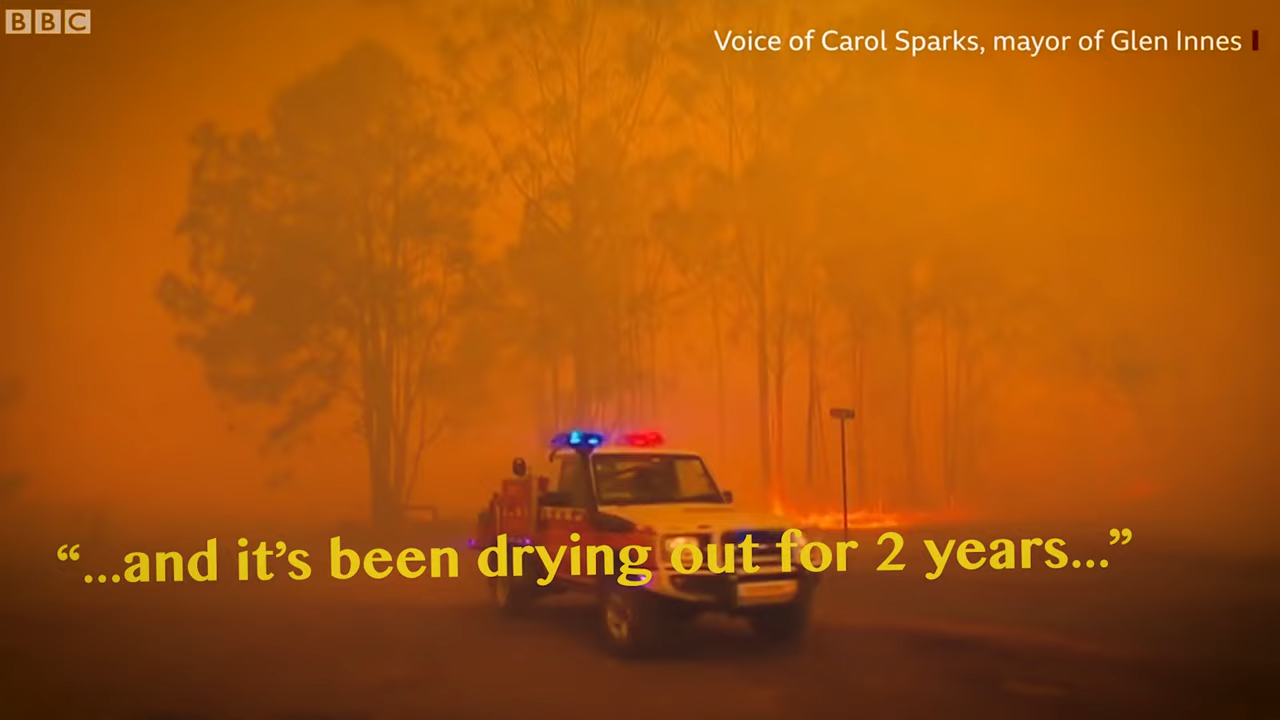 BBC
Voice of Carol Sparks, mayor of Glen Innes
“...and it’s been drying out for 2 years...”